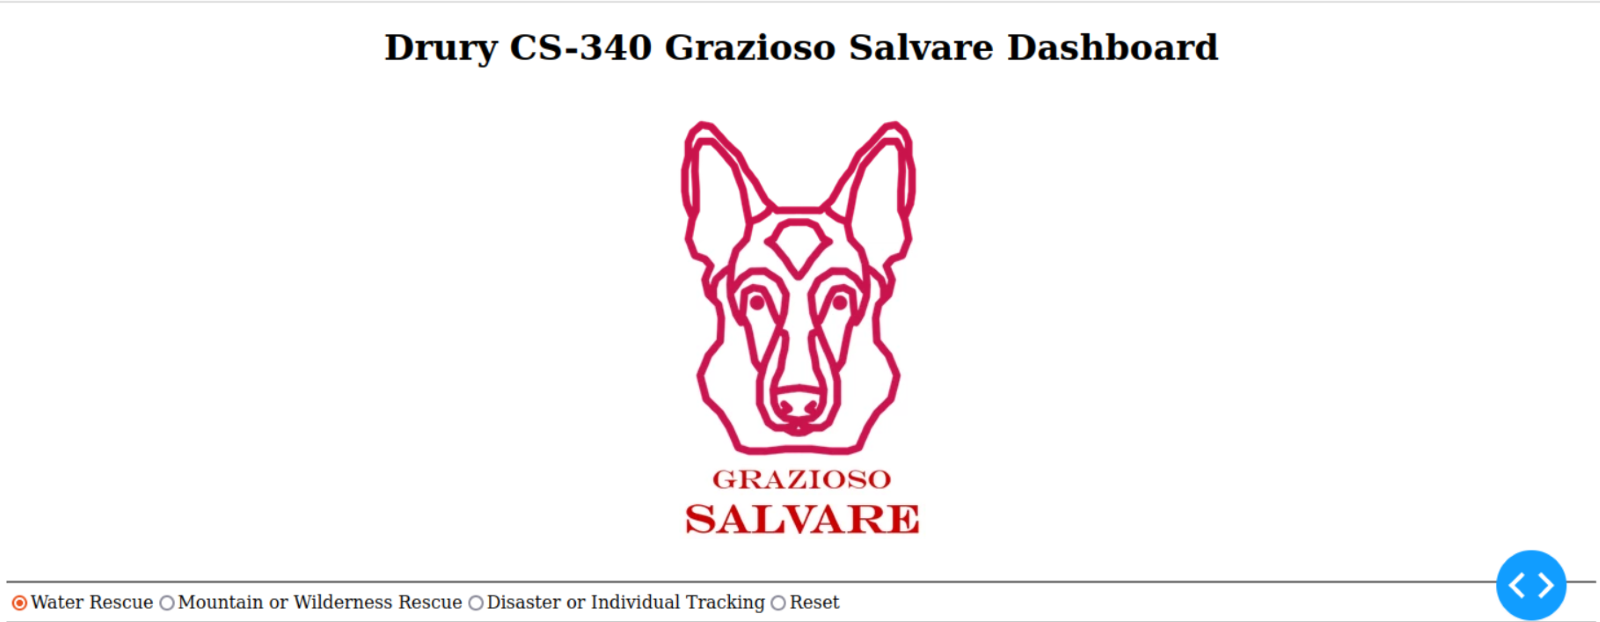 Drury CS-340 Grazioso Salvare Dashboard
GRAZIOSO
SALVARE
Water Rescue Mountain or Wilderness Rescue Disaster or Individual Tracking Reset